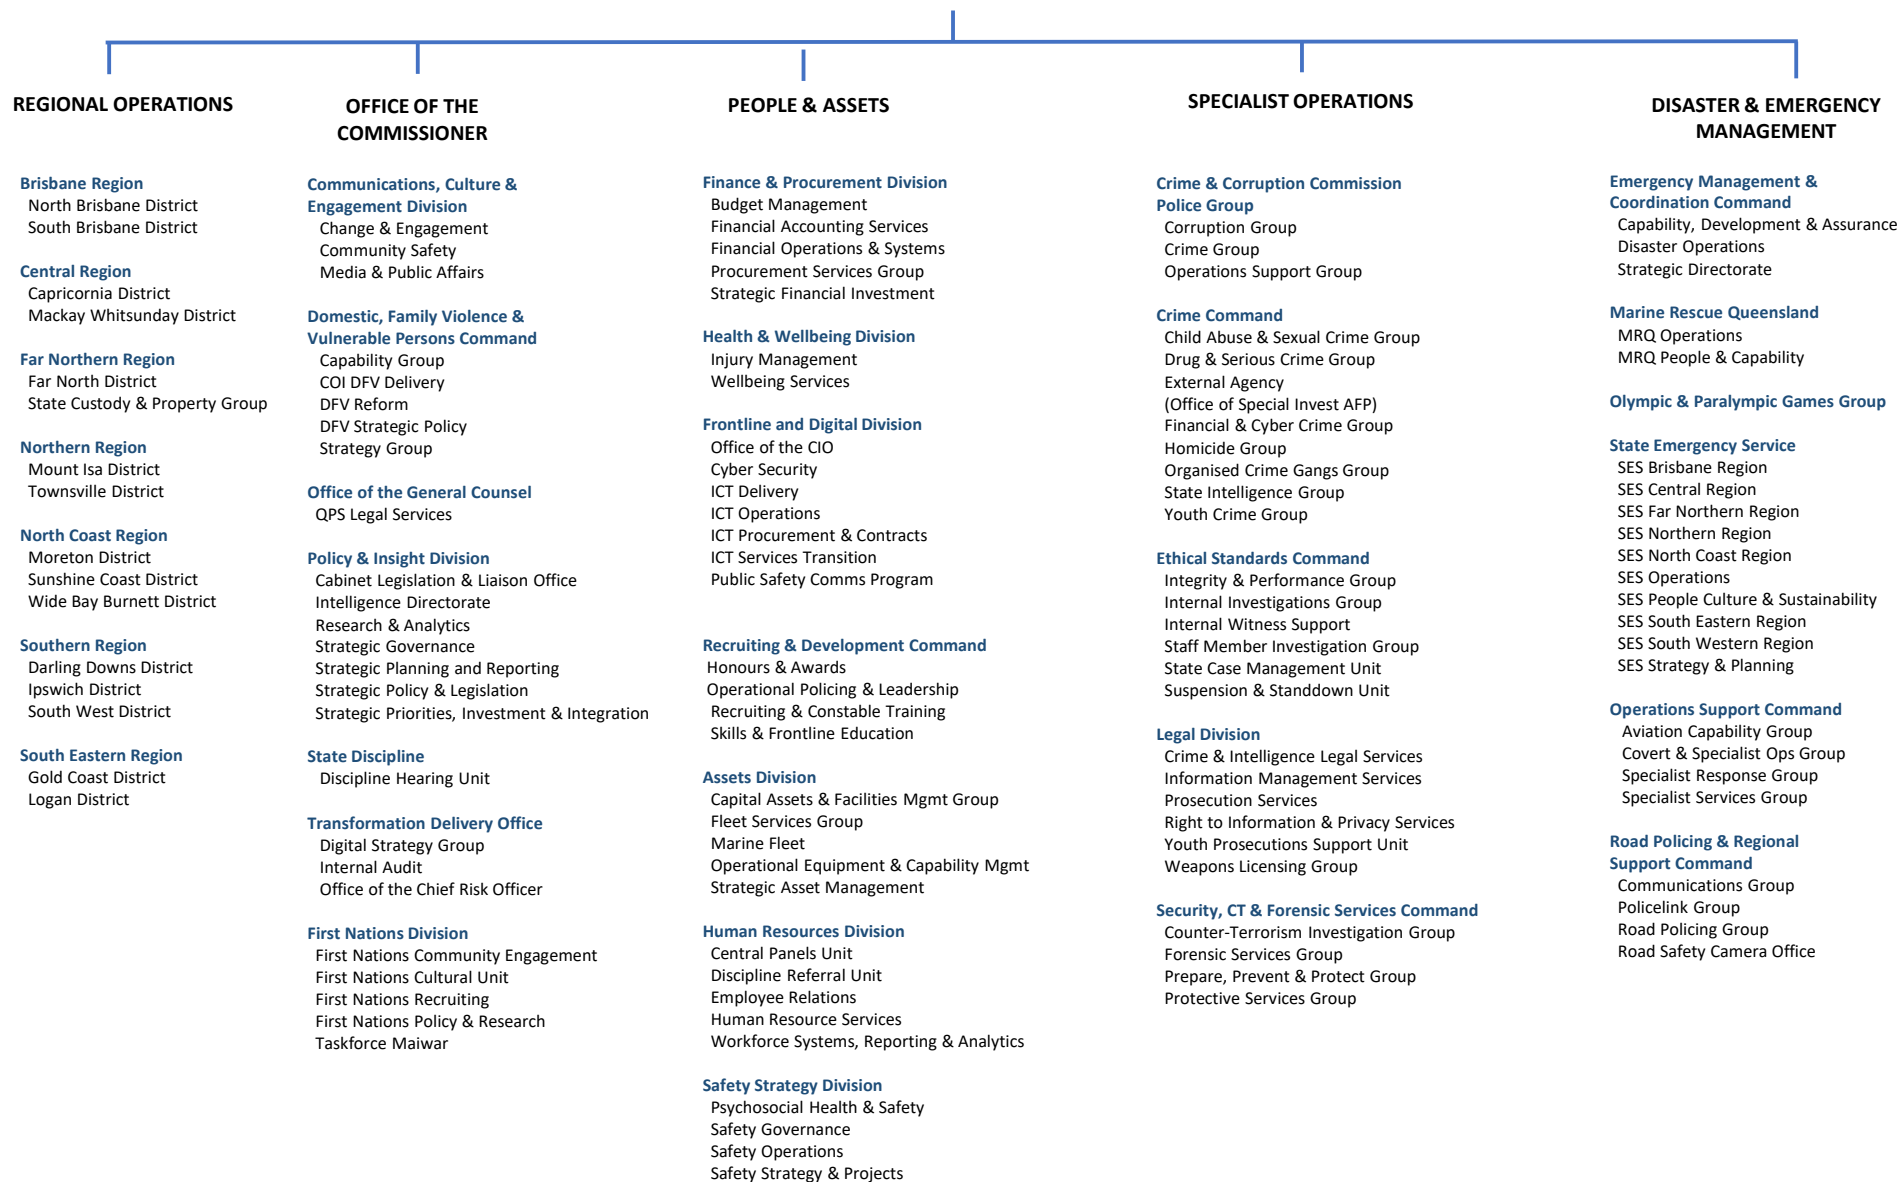 REGIONAL OPERATIONS
Brisbane Region
North Brisbane District
South Brisbane District
Central Region
Capricornia District
Mackay Whitsunday District
Far Northern Region
Far North District
State Custody & Property Group
Northern Region
Mount Isa District
Townsville District
North Coast Region
Moreton District
Sunshine Coast District
Wide Bay Burnett District
Southern Region
Darling Downs District
Ipswich District
South West District
South Eastern Region
Gold Coast District
Logan District
OFFICE OF THE
COMMISSIONER
Communications, Culture &
Engagement Division
Change & Engagement
Community Safety
Media & Public Affairs
Domestic, Family Violence &
Vulnerable Persons Command
Capability Group
COI DFV Delivery
DFV Reform
DFV Strategic Policy
Strategy Group
Office of the General Counsel
QPS Legal Services
Policy & Insight Division
Cabinet Legislation & Liaison Office
Intelligence Directorate
Research & Analytics
Strategic Governance
Strategic Planning and Reporting
Strategic Policy & Legislation
Strategic Priorities, Investment & Integration
State Discipline
Discipline Hearing Unit
Transformation Delivery Office
Digital Strategy Group
Internal Audit
Office of the Chief Risk Officer
First Nations Division
First Nations Community Engagement
First Nations Cultural Unit
First Nations Recruiting
First Nations Policy & Research
Taskforce Maiwar
PEOPLE & ASSETS
Finance & Procurement Division
Budget Management
Financial Accounting Services
Financial Operations & Systems
Procurement Services Group
Strategic Financial Investment
Health & Wellbeing Division
Injury Management
Wellbeing Services
Frontline and Digital Division
Office of the CIO
Cyber Security
ICT Delivery
ICT Operations
ICT Procurement & Contracts
ICT Services Transition
Public Safety Comms Program
Recruiting & Development Command
Honours & Awards
Operational Policing & Leadership
Recruiting & Constable Training
Skills & Frontline Education
Assets Division
Capital Assets & Facilities Mgmt Group
Fleet Services Group
Marine Fleet
Operational Equipment & Capability Mgmt
Strategic Asset Management
Human Resources Division
Central Panels Unit
Discipline Referral Unit
Employee Relations
Human Resource Services
Workforce Systems, Reporting & Analytics
Safety Strategy Division
Psychosocial Health & Safety
Safety Governance
Safety Operations
Safety Strategy & Projects
SPECIALIST OPERATIONS
Crime & Corruption Commission
Police Group
Corruption Group
Crime Group
Operations Support Group
Crime Command
Child Abuse & Sexual Crime Group
Drug & Serious Crime Group
External Agency
(Office of Special Invest AFP)
Financial & Cyber Crime Group
Homicide Group
Organised Crime Gangs Group
State Intelligence Group
Youth Crime Group
Ethical Standards Command
Integrity & Performance Group
Internal Investigations Group
Internal Witness Support
Staff Member Investigation Group
State Case Management Unit
Suspension & Standdown Unit
Legal Division
Crime & Intelligence Legal Services
Information Management Services
Prosecution Services
Right to Information & Privacy Services
Youth Prosecutions Support Unit
Weapons Licensing Group
Security, CT & Forensic Services Command
Counter-Terrorism Investigation Group
Forensic Services Group
Prepare, Prevent & Protect Group
Protective Services Group
DISASTER & EMERGENCY
MANAGEMENT
Emergency Management &
Coordination Command
Capability, Development & Assurance
Disaster Operations
Strategic Directorate
Marine Rescue Queensland
MRQ Operations
MRQ People & Capability
Olympic & Paralympic Games Group
State Emergency Service
SES Brisbane Region
SES Central Region
SES Far Northern Region
SES Northern Region
SES North Coast Region
SES Operations
SES People Culture & Sustainability
SES South Eastern Region
SES South Western Region
SES Strategy & Planning
Operations Support Command
Aviation Capability Group
Covert & Specialist Ops Group
Specialist Response Group
Specialist Services Group
Road Policing & Regional
Support Command
Communications Group
Policelink Group
Road Policing Group
Road Safety Camera Office